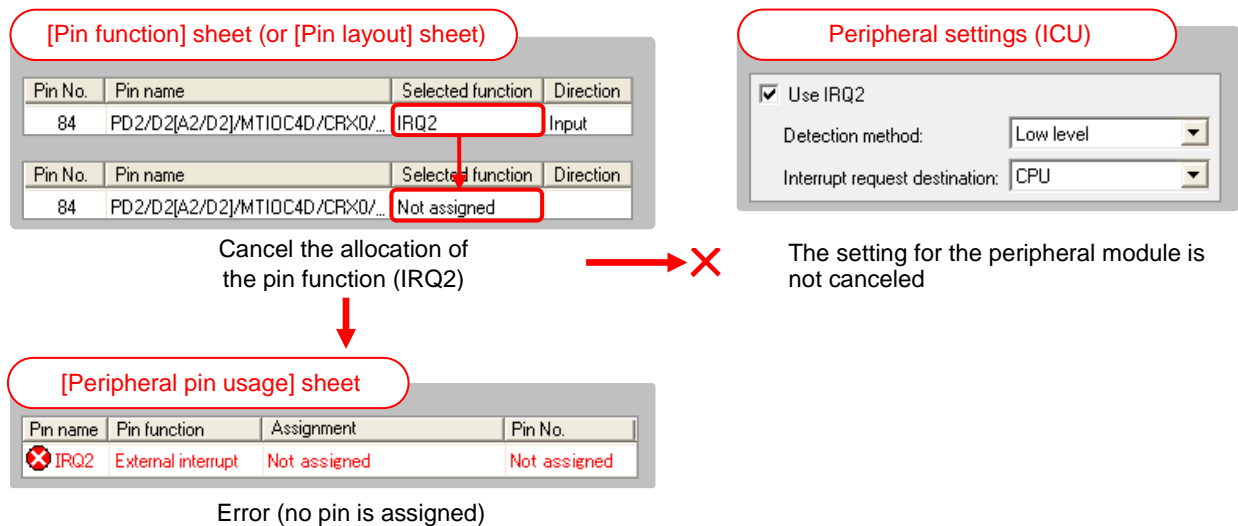 [Pin function] sheet (or [Pin layout] sheet)
Pin No. Pin name Selected function Direction
84 PD2/D2[A2/D2]/MTIOC4D/CRX0/... IRQ2 Input
Pin No. Pin name Selected function Direction
84 PD2/D2[A2/D2]/MTIOC4D/CRX0/... Not assigned
Cancel the allocation of
the pin function (IRQ2)
Peripheral settings (ICU)
Use IRQ2
Detection method: Low level
Interrupt request destination: CPU
The setting for the peripheral module is
not canceled
[Peripheral pin usage] sheet
Pin name Pin function Assignment Pin No.
IRQ2 External interrupt Not assigned Not assigned
Error (no pin is assigned)